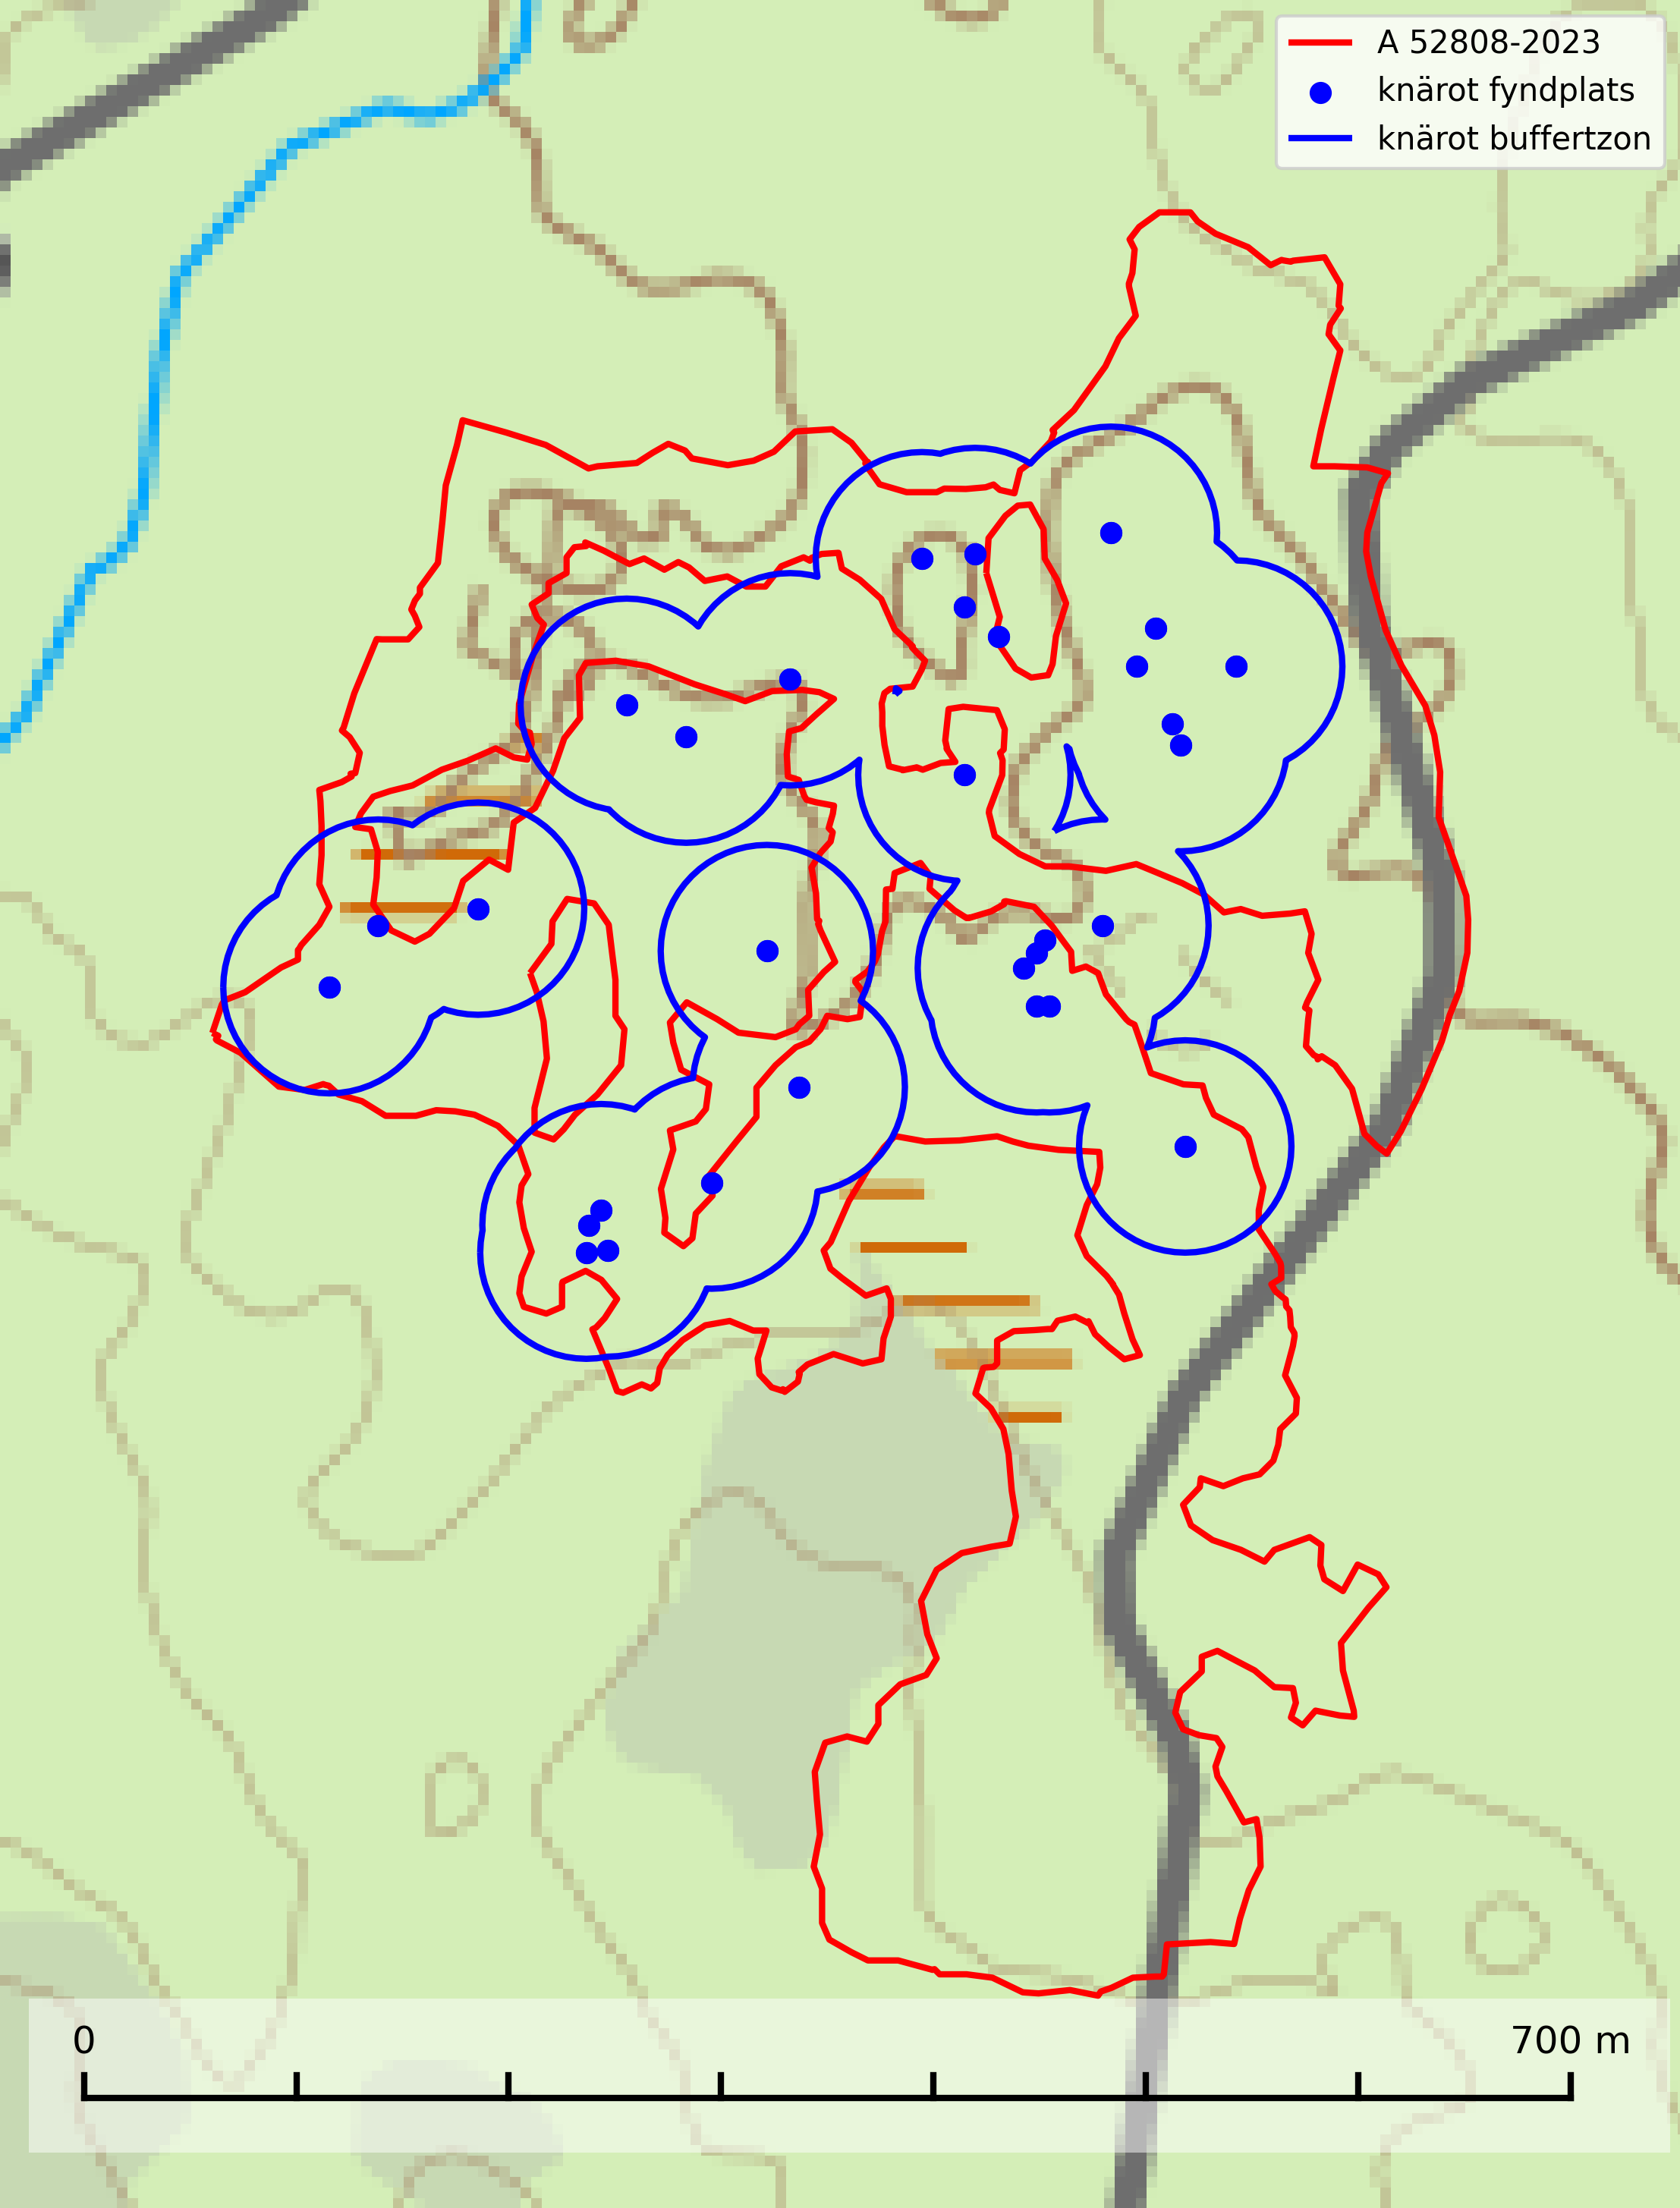 A 52808-2023
knärot fyndplats
knärot buffertzon
0
700 m